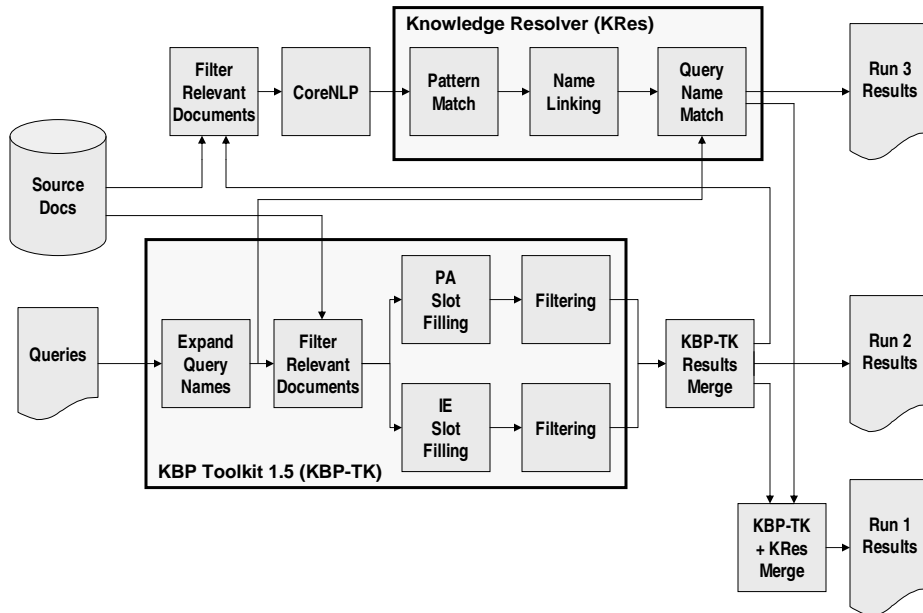 Knowledge Resolver (KRes)
Filter
Relevant
Documents
CoreNLP
Pattern
Match
Name
Linking
Query
Name
Match
Run 3
Results
Source
Docs
Queries
Expand
Query
Names
Filter
Relevant
Documents
PA
Slot
Filling
Filtering
IE
Slot
Filling
Filtering
KBP-TK
Results
Merge
Run 2
Results
KBP Toolkit 1.5 (KBP-TK)
KBP-TK
+ KRes
Merge
Run 1
Results